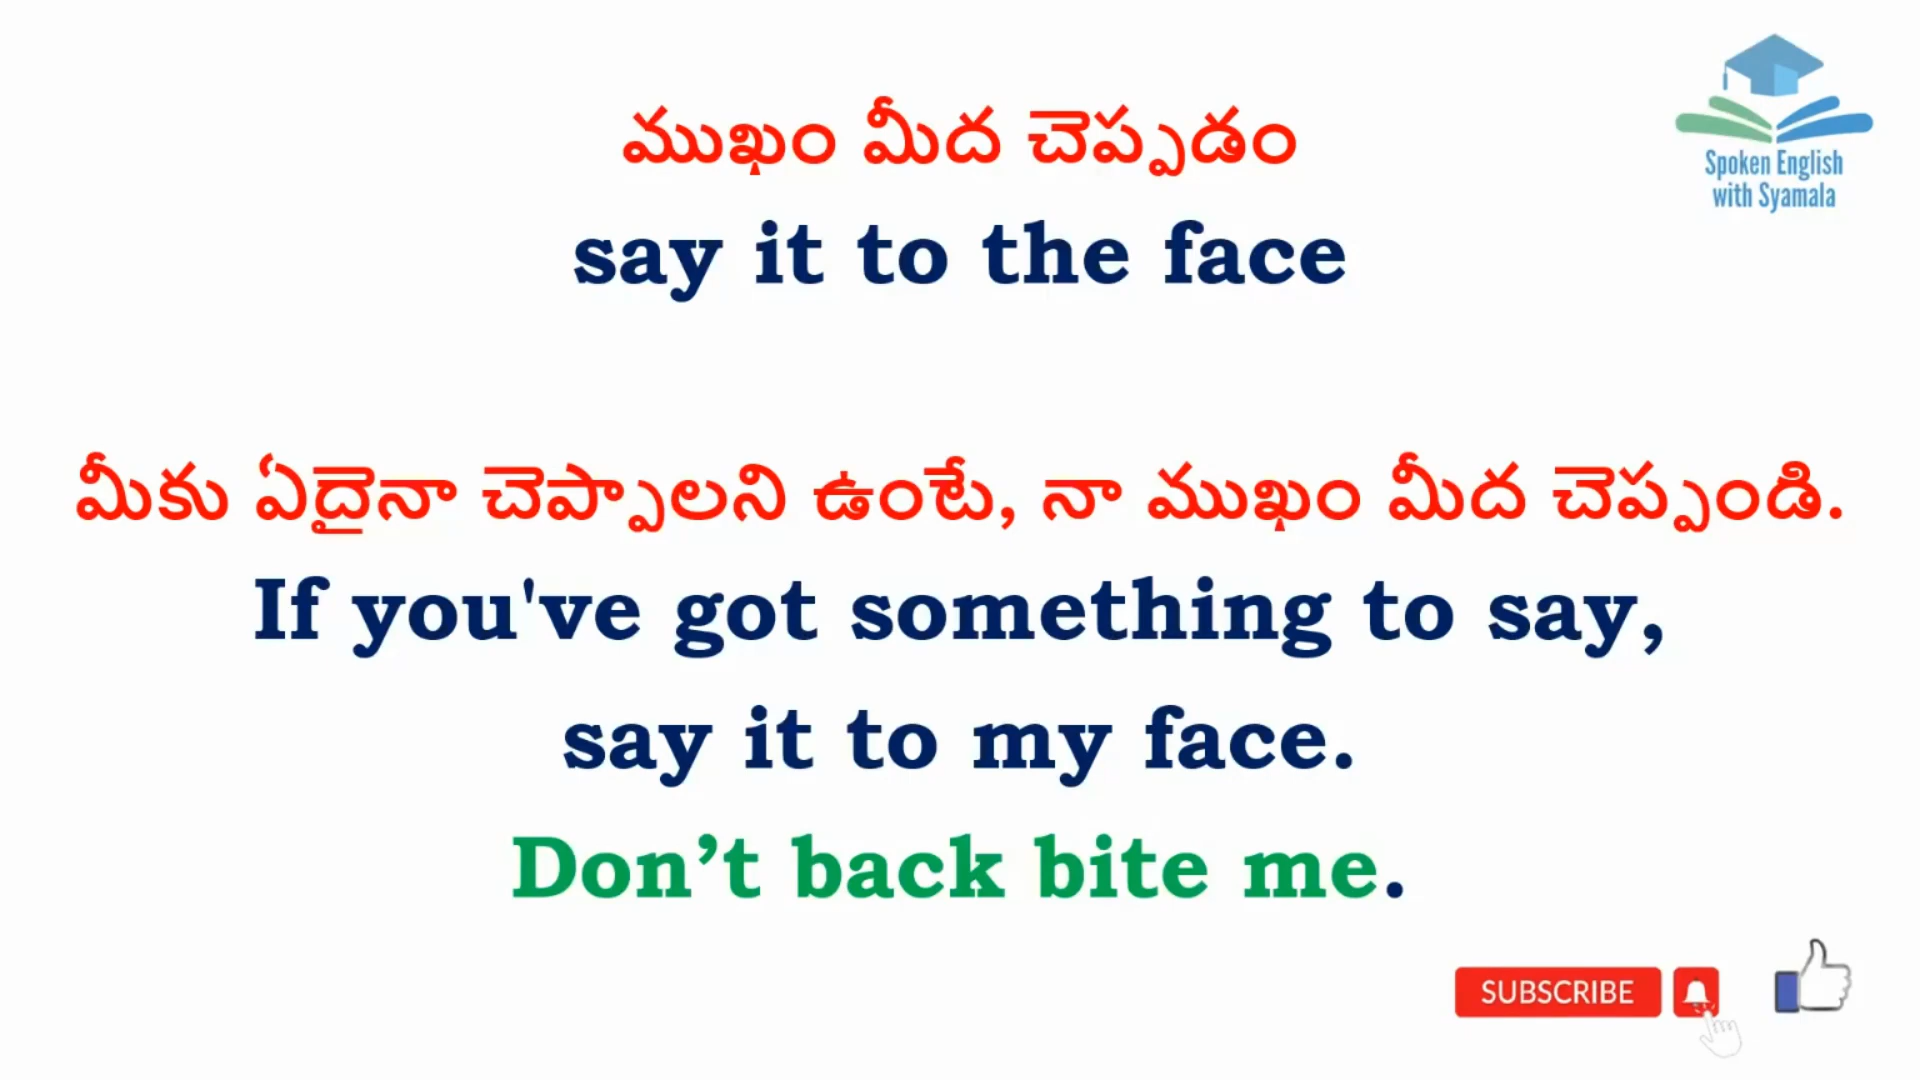 ముఖం మీద చెప్పడం
Spoken English
with Syamala
say it to the face
మీకు ఏదైనా చెప్పాలని ఉంటే, నా ముఖం మీద చెప్పండి.
If you've got something to say,
say it to my face.
Don’t back bite me.
SUBSCRIBE